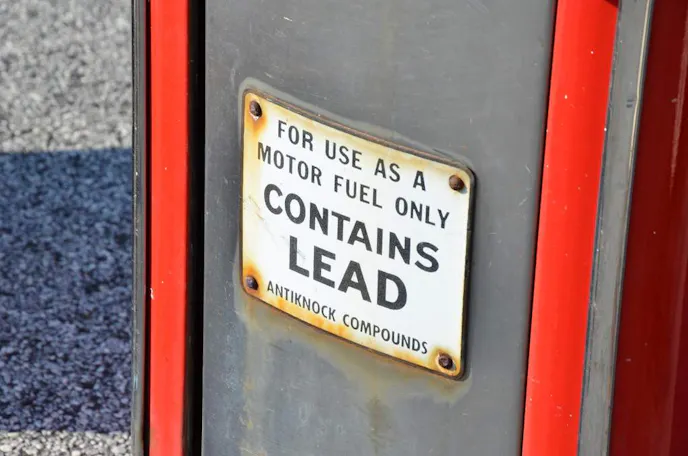 FOR USE AS A
MOTOR FUEL ONLY
CONTAINS
LEAD
ANTIKNOCK COMPOUNDS